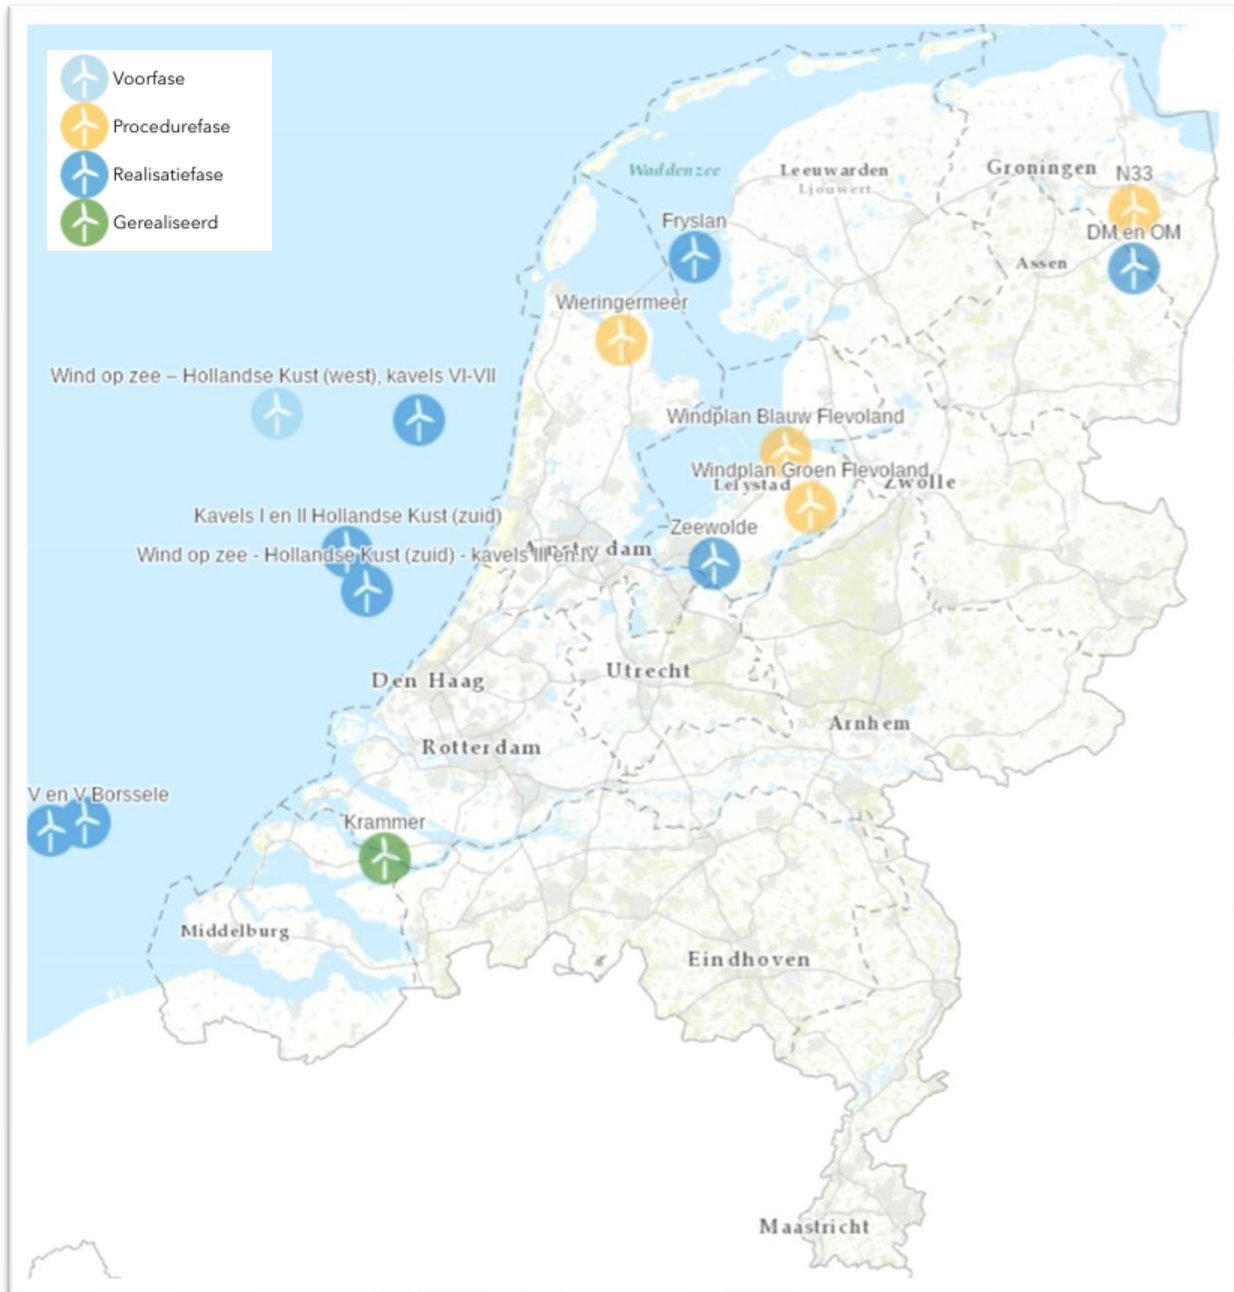 Voorfase
Procedurefase
Realisatiefase
Gerealiseerd
Waddenzee
Leeuwarden
Ljouwert
Groningen
N33
DM en OM
Assen
Fryslan
Wieringermeer
Wind op zee – Hollandse Kust (west), kavels VI-VII
Windplan Blauw Flevoland
Windplan Groen Flevoland
Lelystad
Zwolle
Kavels I en II Hollandse Kust (zuid)
Zeewolde
Wind op zee - Hollandse Kust (zuid) - kavels III en IV
Amsterdam
Den Haag
Utrecht
Arnhem
Rotterdam
V en V Borssele
Krammer
Middelburg
Eindhoven
Maastricht